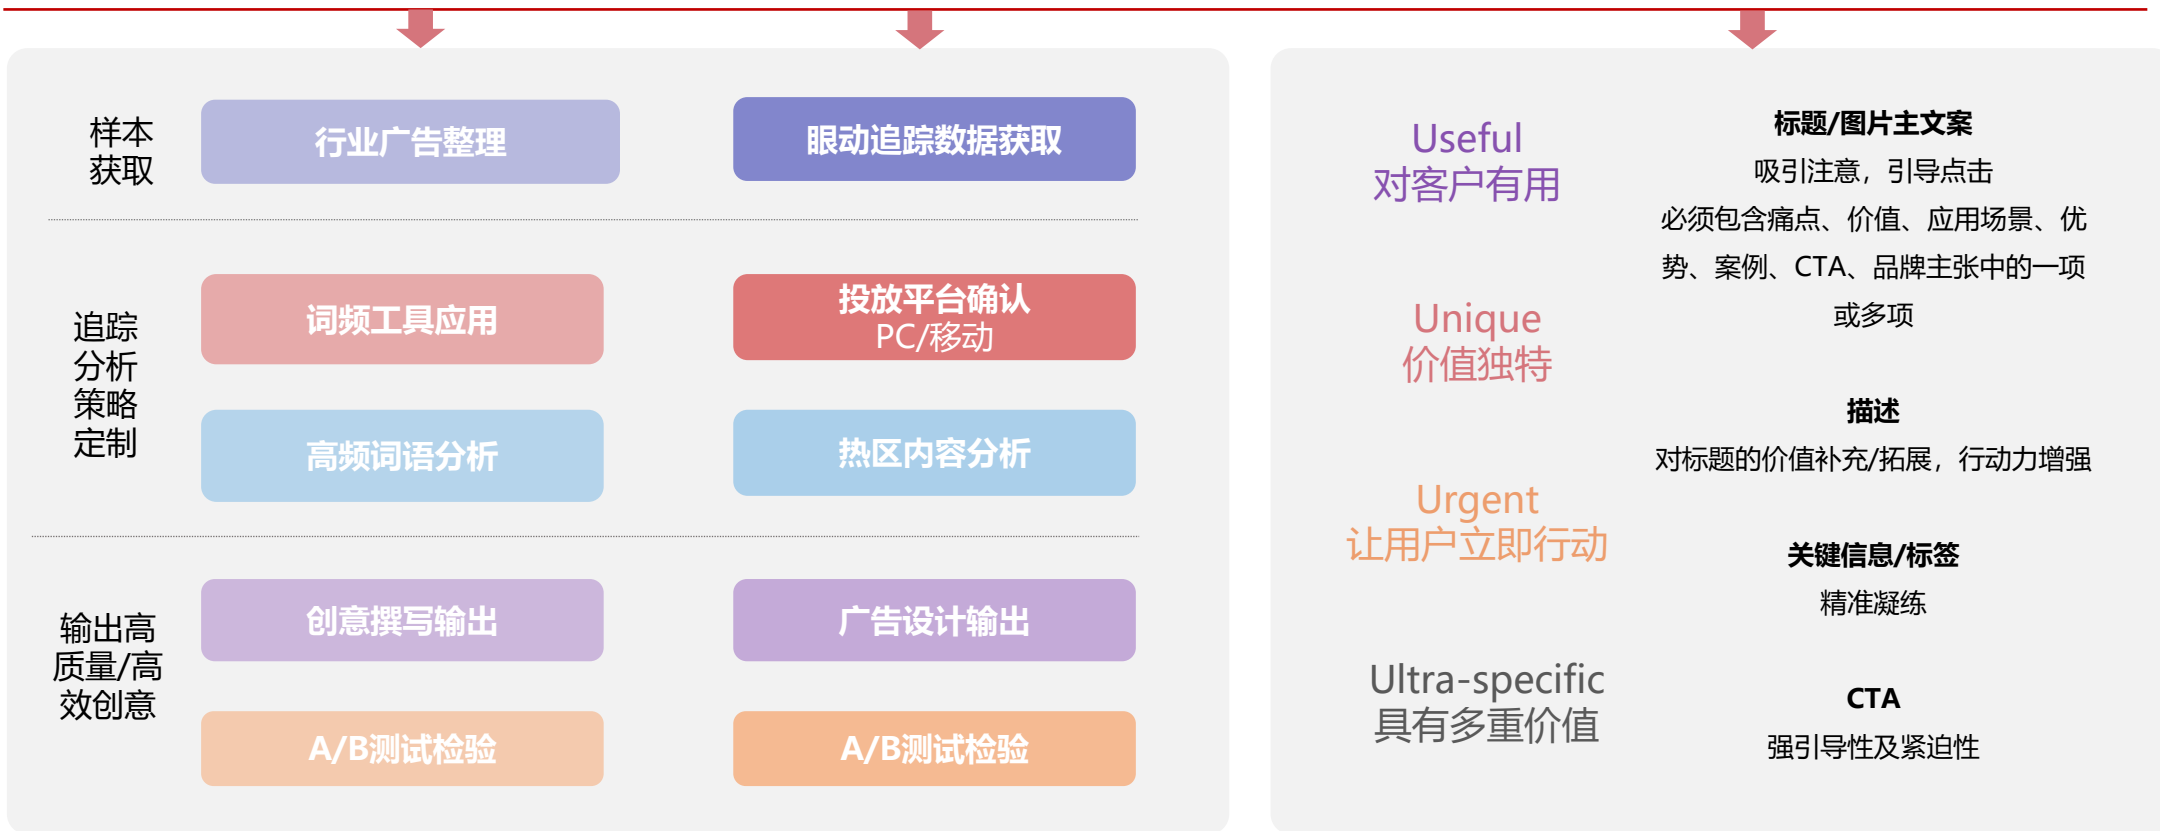 样本
获取
行业广告整理
眼动追踪数据获取
追踪
分析
策略
定制
词频工具应用
投放平台确认
PC/移动
高频词语分析
热区内容分析
输出高
质量/高
效创意
创意撰写输出
广告设计输出
A/B测试检验
A/B测试检验
Useful
对客户有用
Unique
价值独特
Urgent
让用户立即行动
Ultra-specific
具有多重价值
标题/图片主文案
吸引注意，引导点击
必须包含痛点、价值、应用场景、优
势、案例、CTA、品牌主张中的一项
或多项
描述
对标题的价值补充/拓展，行动力增强
关键信息/标签
精准凝练
CTA
强引导性及紧迫性